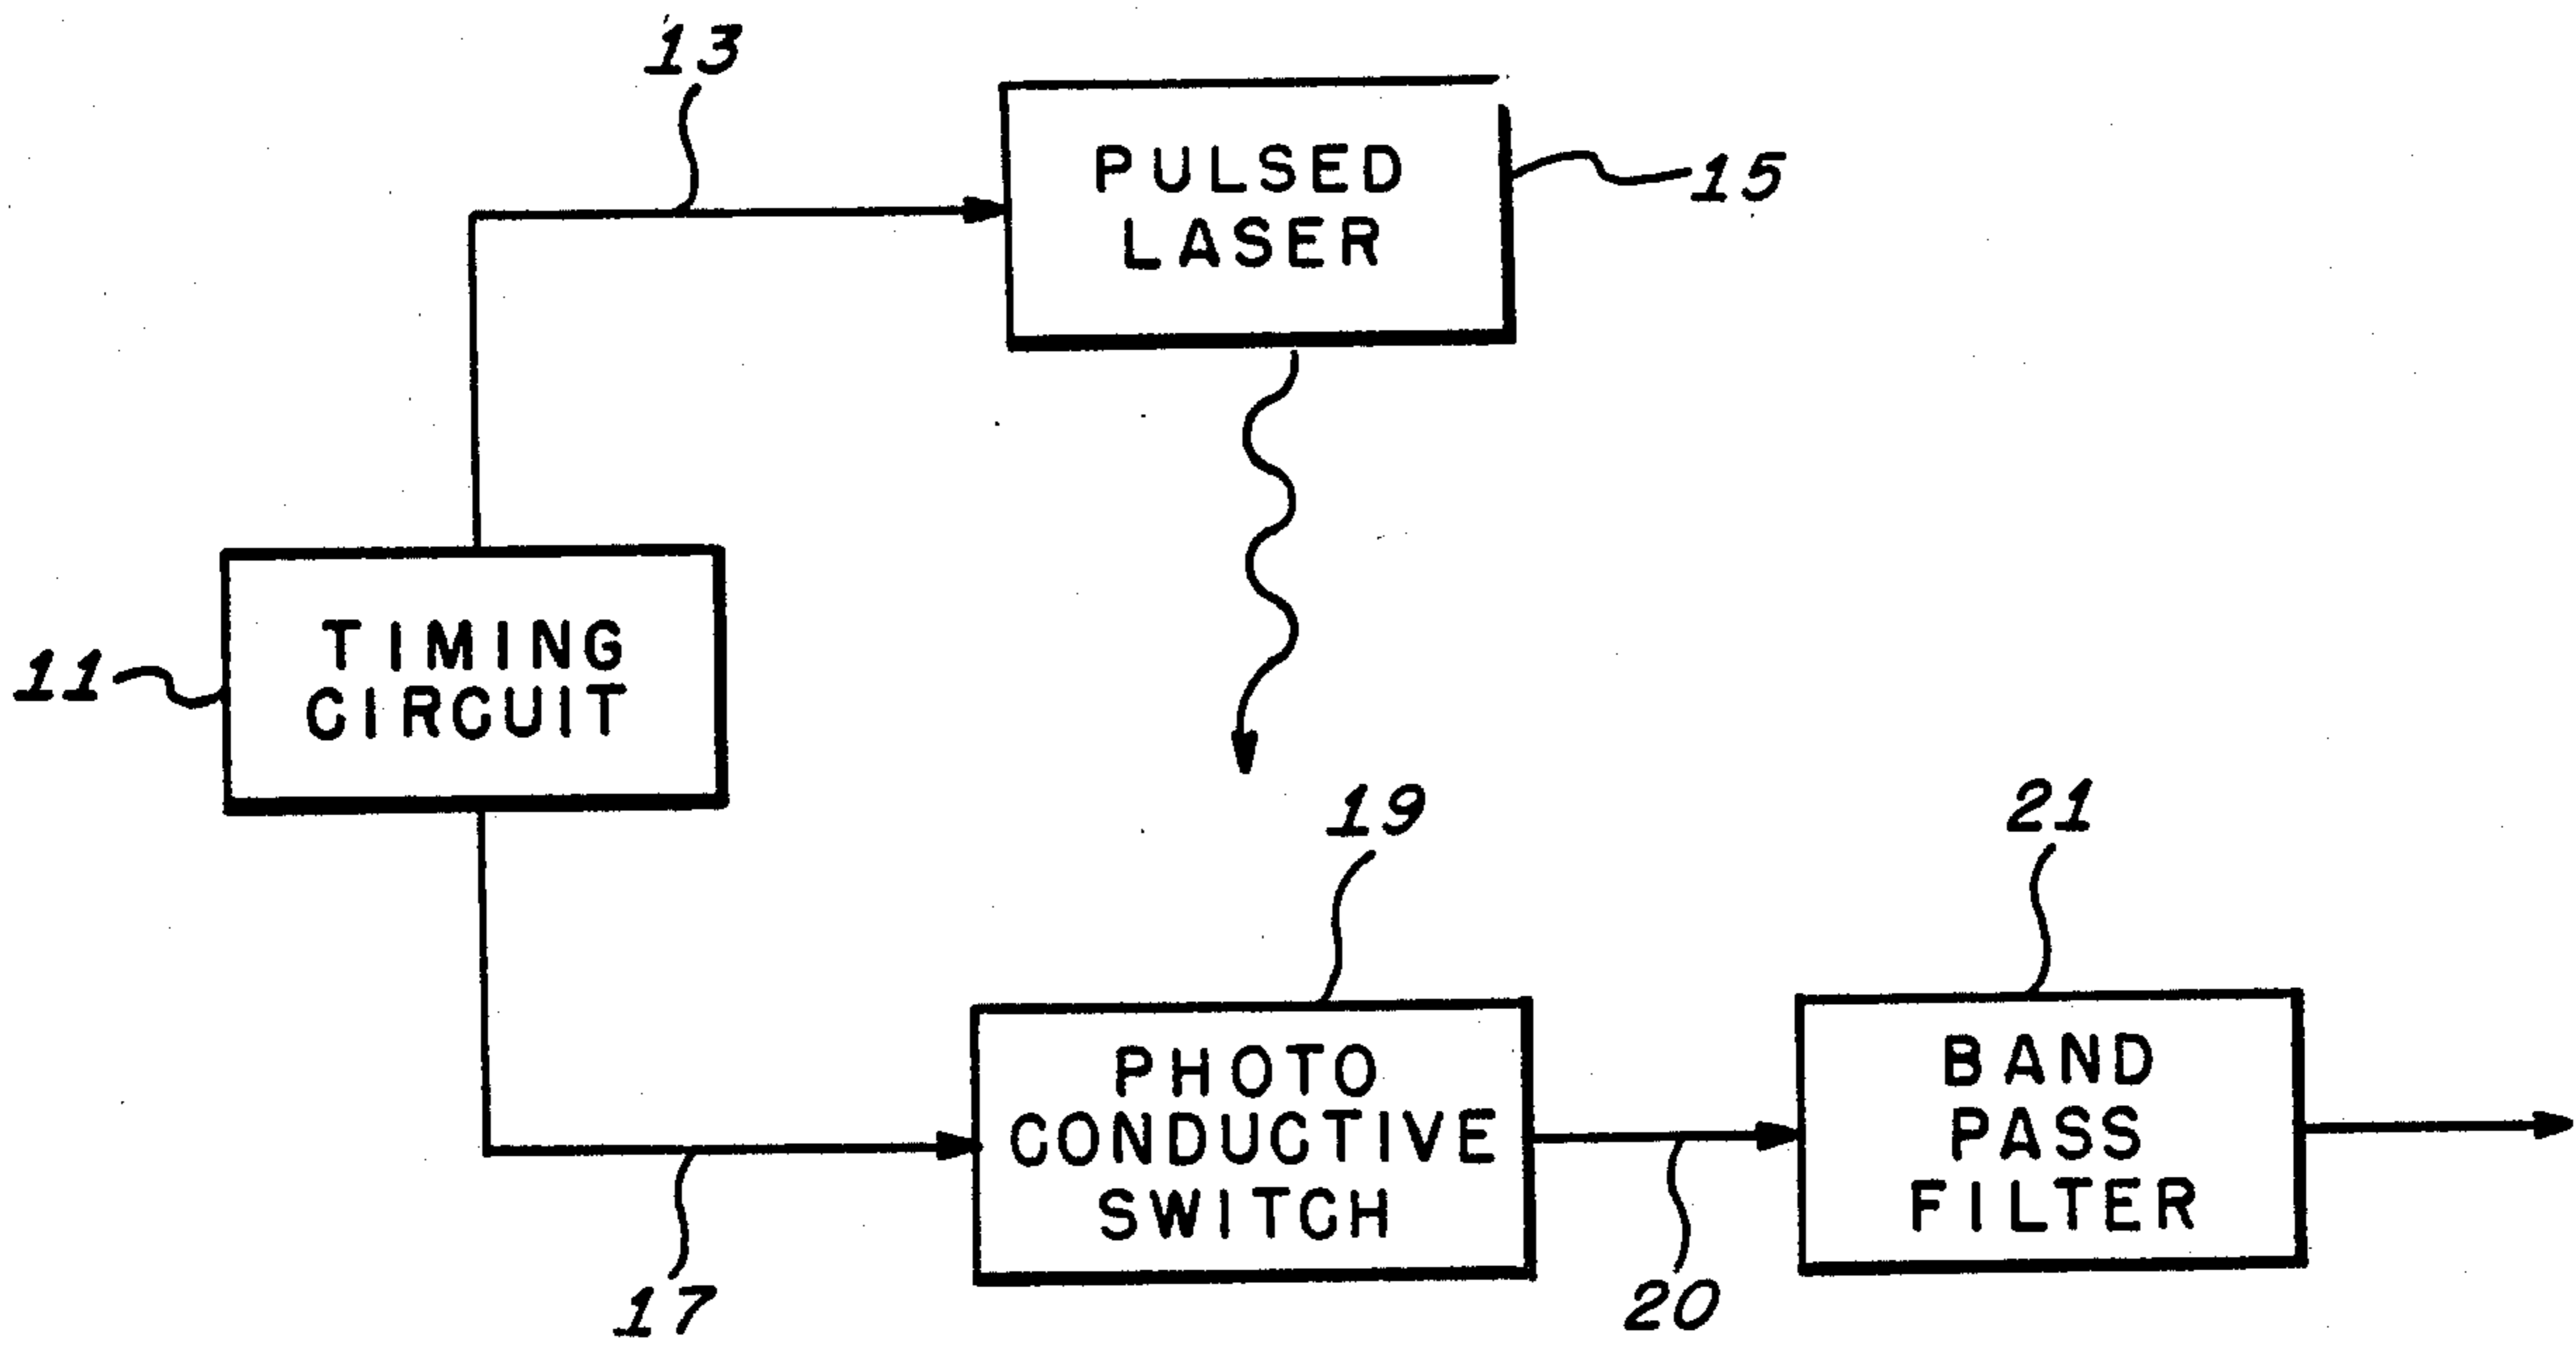 13
PULSED
LASER
15
TIMING
CIRCUIT
11
19
21
PHOTO
CONDUCTIVE
SWITCH
BAND
PASS
FILTER
17
20